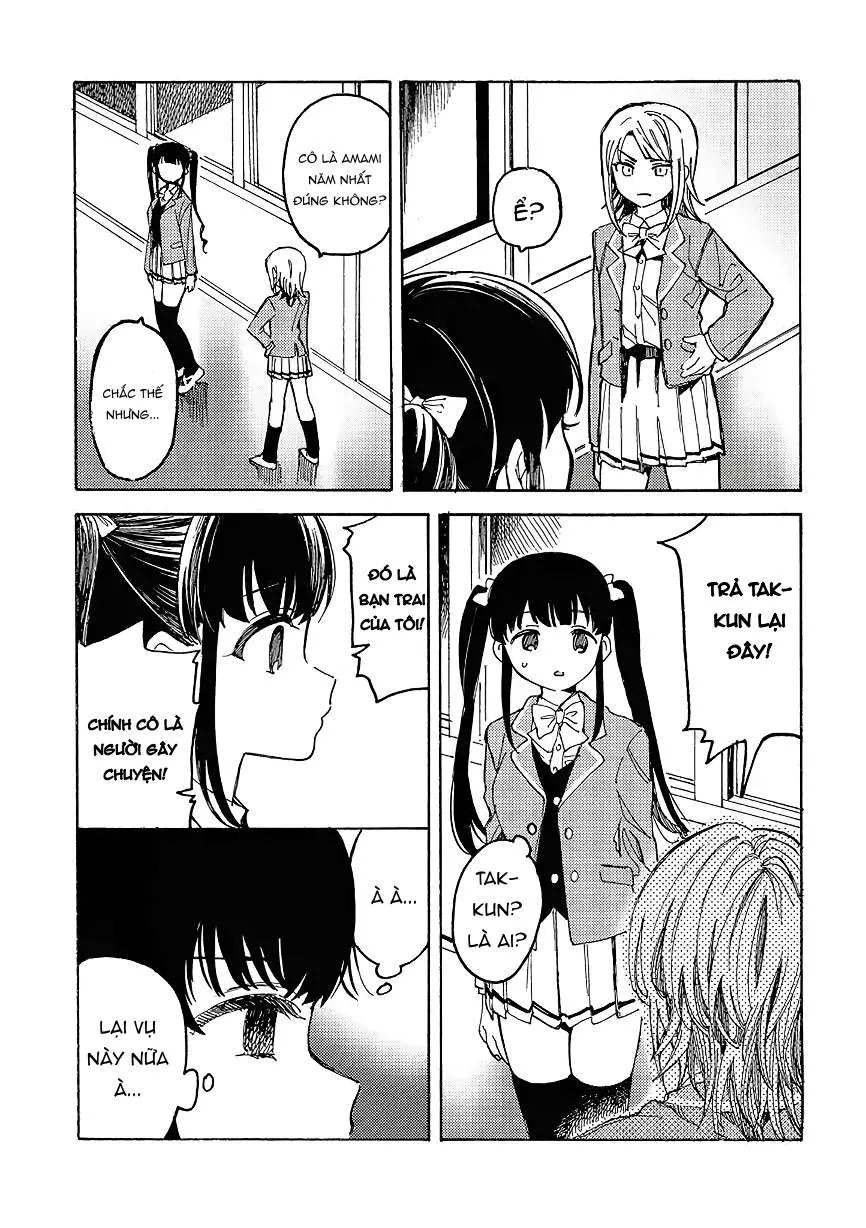 Ể?
CÔ LÀ AMAMI
NĂM NHẤT
ĐÚNG KHÔNG?
CHẮC THẾ
NHƯNG...
TRẢ TAK-
KUN LẠI
ĐÂY!
TAK-
KUN?
LÀ AI?
ĐÓ LÀ
BẠN TRAI
CỦA TÔI!
CHÍNH CÔ LÀ
NGƯỜI GÂY
CHUYỆN!
À À...
LẠI VỤ
NÀY NỮA
À...